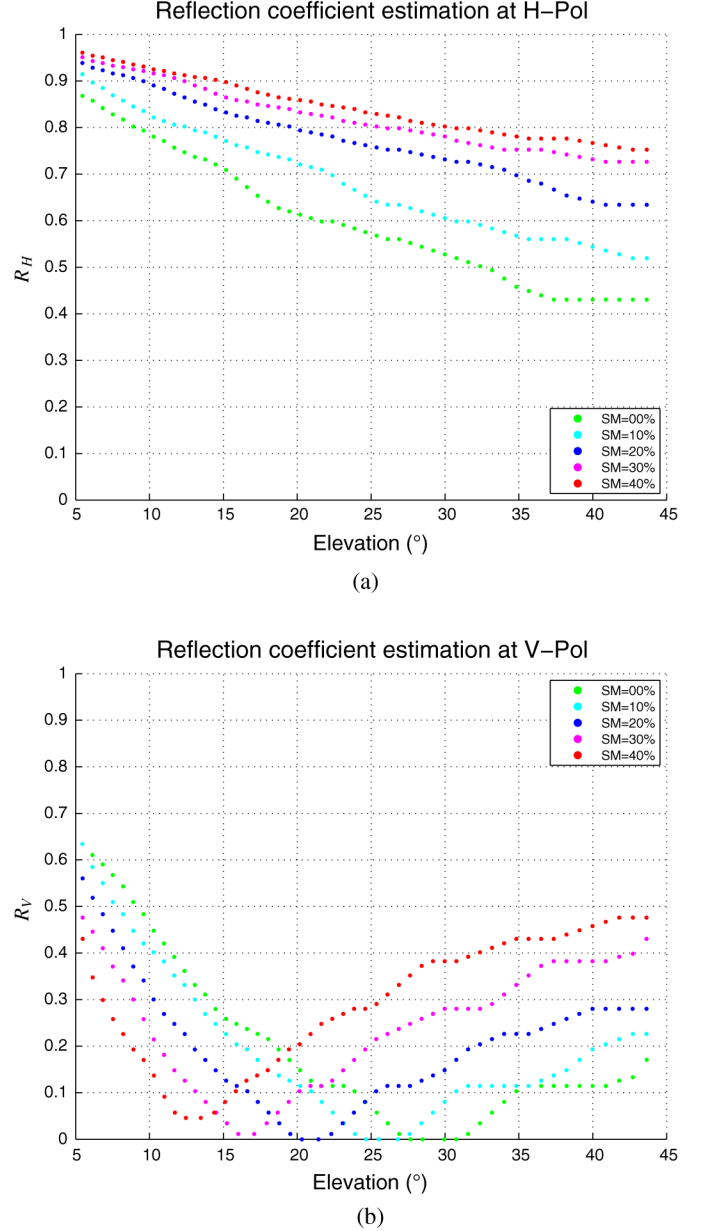 Reflection coefficient estimation at H−Pol
1
0.9
0.8
0.7
0.6
0.5
0.4
0.3
0.2
0.1
0
R_H
SM=00%
SM=10%
SM=20%
SM=30%
SM=40%
5 10 15 20 25 30 35 40 45
Elevation (°)
(a)
Reflection coefficient estimation at V−Pol
1
0.9
0.8
0.7
0.6
0.5
0.4
0.3
0.2
0.1
0
R_V
SM=00%
SM=10%
SM=20%
SM=30%
SM=40%
5 10 15 20 25 30 35 40 45
Elevation (°)
(b)